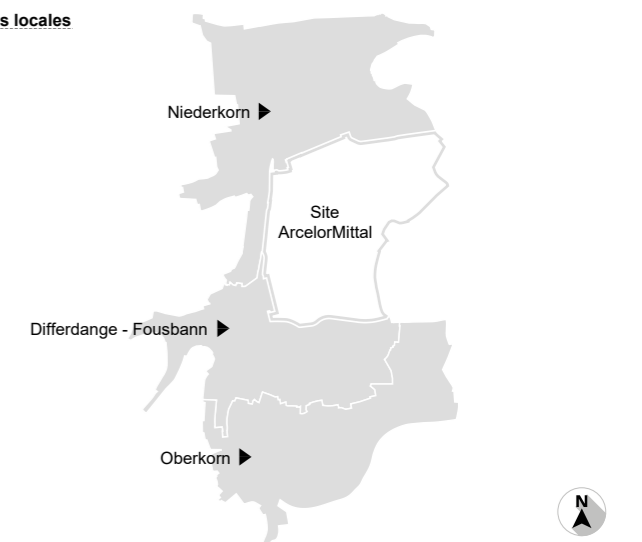 s locales
Niederkorn
Site
ArcelorMittal
Differdange - Fousbann
Oberkorn
N